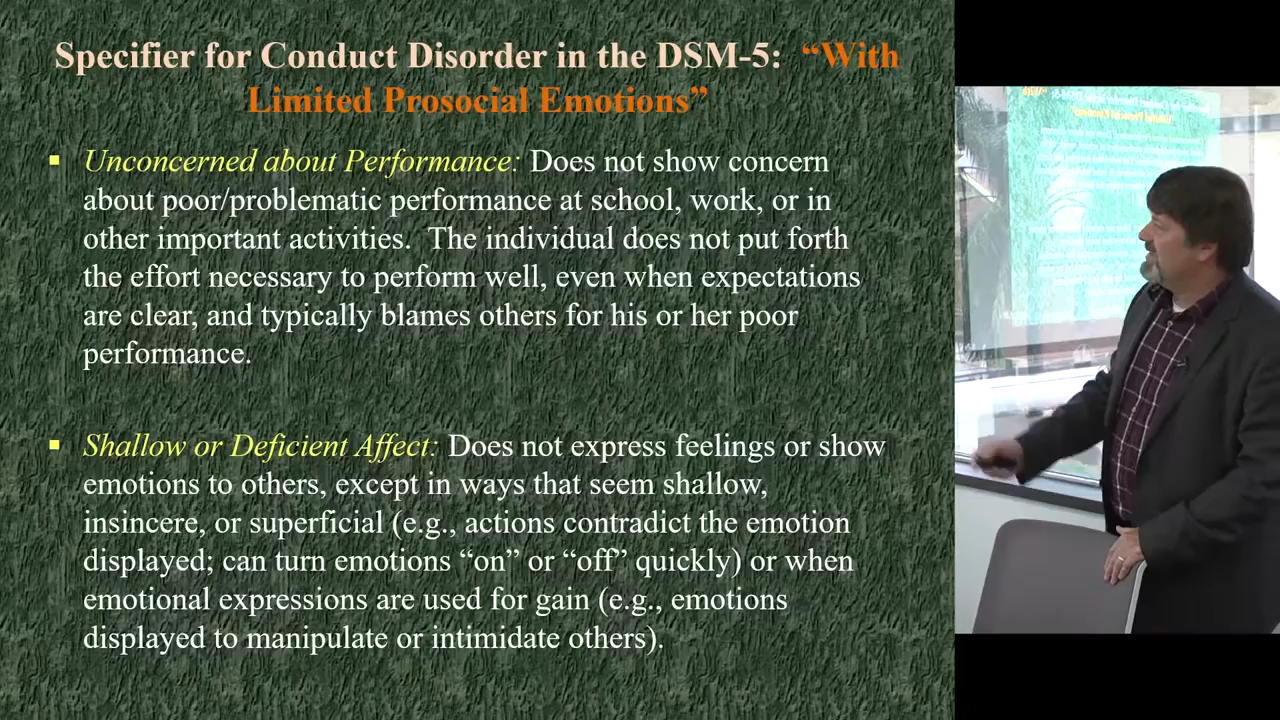 Specifier for Conduct Disorder in the DSM-5:  “With
Limited Prosocial Emotions”
▪ Unconcerned about Performance: Does not show concern
about poor/problematic performance at school, work, or in
other important activities.  The individual does not put forth
the effort necessary to perform well, even when expectations
are clear, and typically blames others for his or her poor
performance.
▪ Shallow or Deficient Affect: Does not express feelings or show
emotions to others, except in ways that seem shallow,
insincere, or superficial (e.g., actions contradict the emotion
displayed; can turn emotions “on” or “off” quickly) or when
emotional expressions are used for gain (e.g., emotions
displayed to manipulate or intimidate others).